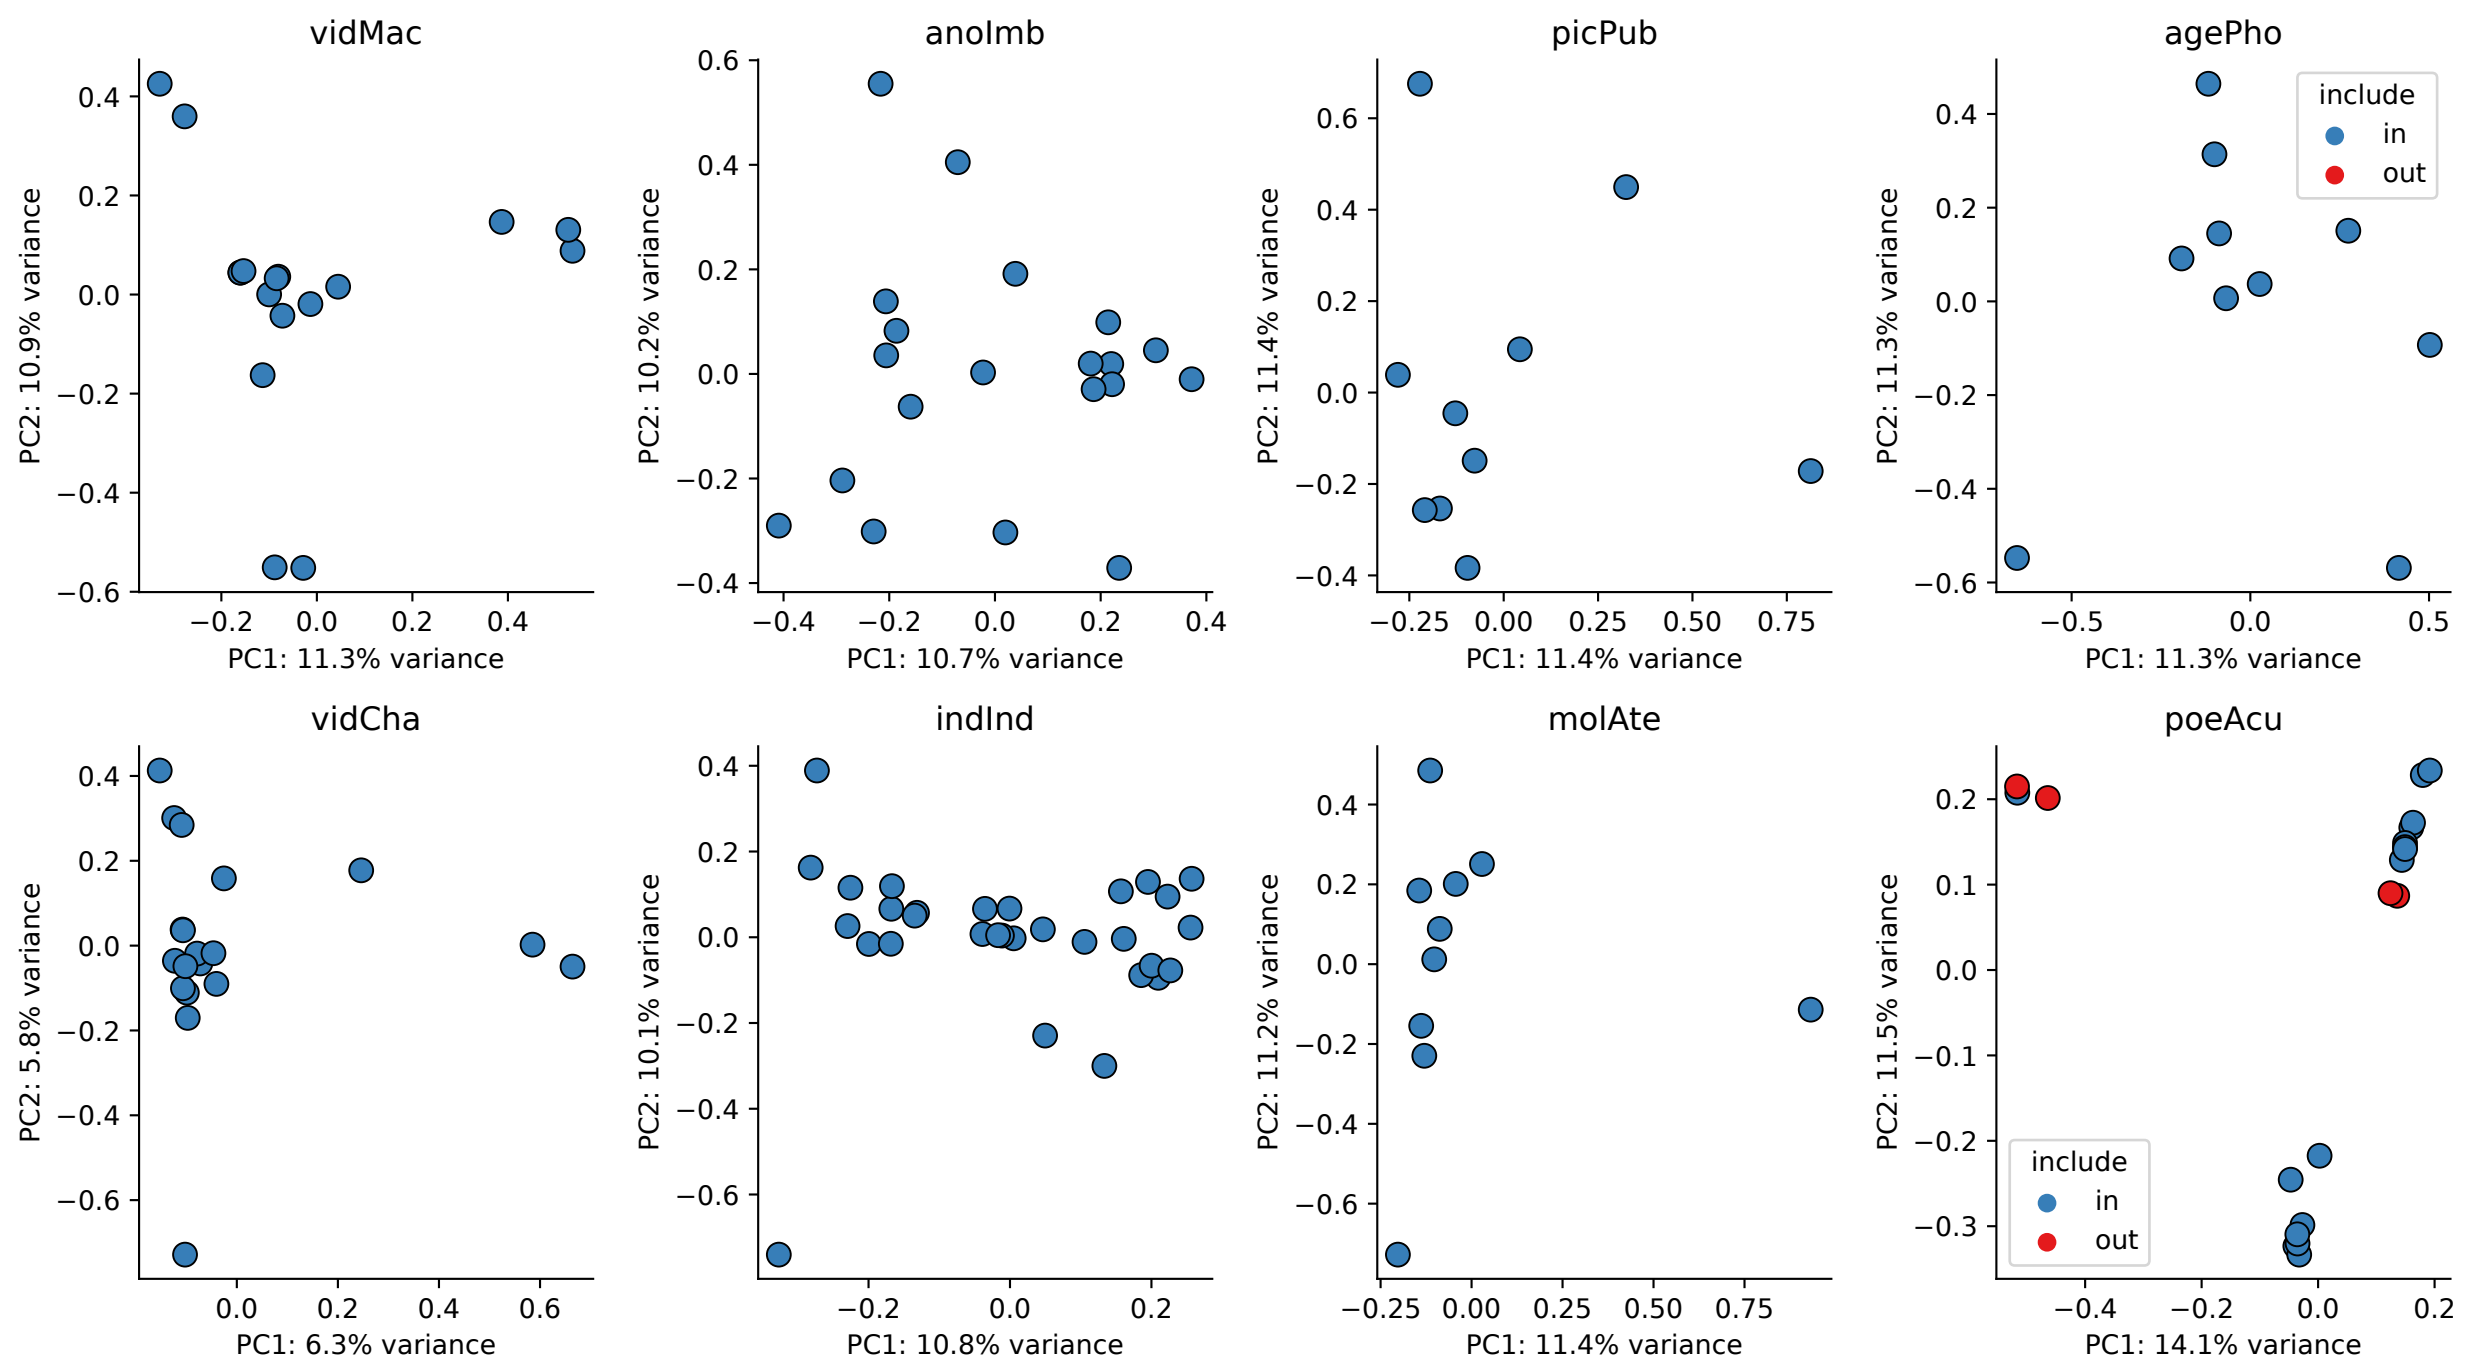 vidMac
0.4
0.2
0.0
−0.2
−0.4
−0.6
−0.2 0.0 0.2 0.4
PC2: 10.9% variance
PC1: 11.3% variance
anoImb
0.6
0.4
0.2
0.0
−0.2
−0.4
−0.4 −0.2 0.0 0.2 0.4
PC2: 10.2% variance
PC1: 10.7% variance
picPub
0.6
0.4
0.2
0.0
−0.2
−0.4
−0.25 0.00 0.25 0.50 0.75
PC2: 11.4% variance
PC1: 11.4% variance
agePho
include
in
out
0.4
0.2
0.0
−0.2
−0.4
−0.6
−0.5 0.0 0.5
PC2: 11.3% variance
PC1: 11.3% variance
vidCha
0.4
0.2
0.0
−0.2
−0.4
−0.6
0.0 0.2 0.4 0.6
PC2: 5.8% variance
PC1: 6.3% variance
indInd
0.4
0.2
0.0
−0.2
−0.4
−0.6
−0.2 0.0 0.2
PC2: 10.1% variance
PC1: 10.8% variance
molAte
0.4
0.2
0.0
−0.2
−0.4
−0.6
−0.25 0.00 0.25 0.50 0.75
PC2: 11.2% variance
PC1: 11.4% variance
poeAcu
0.2
0.1
0.0
−0.1
−0.2
−0.3
include
in
out
−0.4 −0.2 0.0 0.2
PC2: 11.5% variance
PC1: 14.1% variance